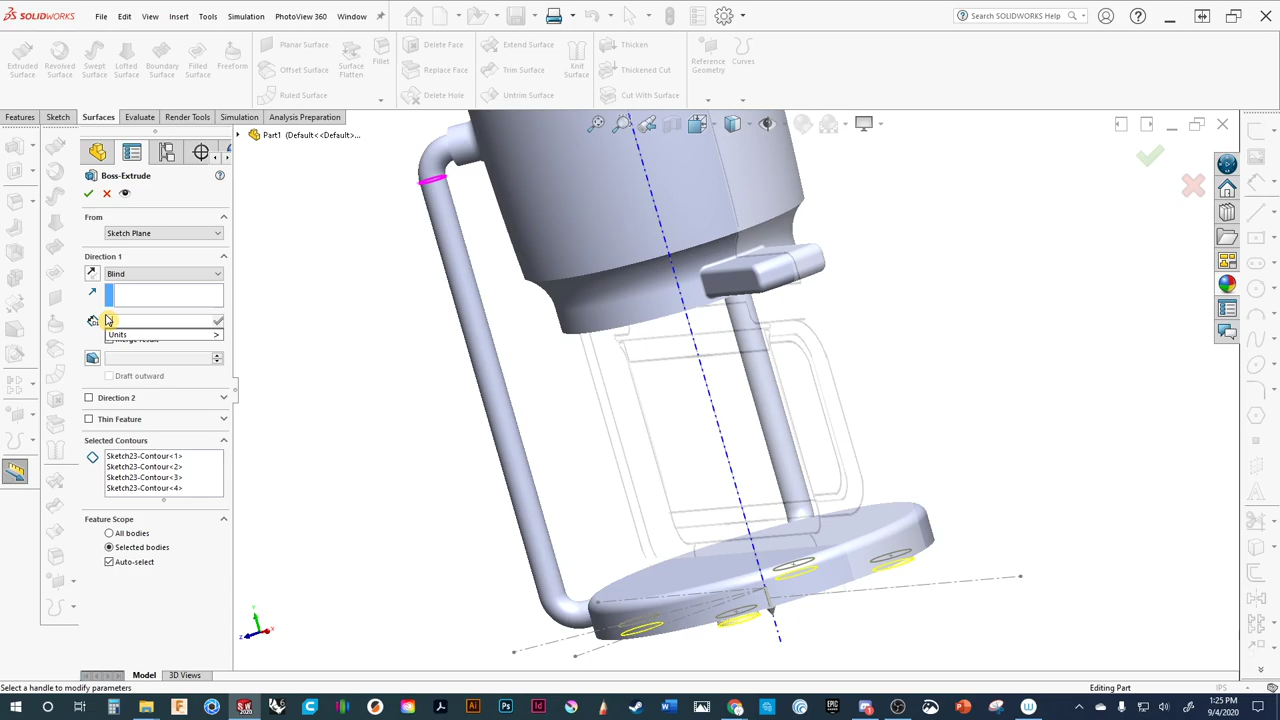 SOLIDWORKS
File Edit View Insert Tools Simulation PhotoView 360 Window
Search SOLIDWORKS Help
Extruded Surface
Revolved Surface
Swept Surface
Lofted Surface
Boundary Surface
Filled Surface
Freeform
Planar Surface
Offset Surface
Ruled Surface
Surface Flatten
Fillet
Delete Face
Replace Face
Delete Hole
Extend Surface
Trim Surface
Untrim Surface
Knit Surface
Thicken
Thickened Cut
Cut With Surface
Reference Geometry
Curves
Features Sketch Surfaces Evaluate Render Tools Simulation Analysis Preparation
Part1 (Default<<Default>...
Boss-Extrude
From
Sketch Plane
Direction 1
Blind
Units >
Draft outward
Direction 2
Thin Feature
Selected Contours
Sketch23-Contour<1>
Sketch23-Contour<2>
Sketch23-Contour<3>
Sketch23-Contour<4>
Feature Scope
All bodies
Selected bodies
Auto-select
Y
Z
X
Model 3D Views
Select a handle to modify parameters
Editing Part
IPS
1:25 PM
9/4/2020